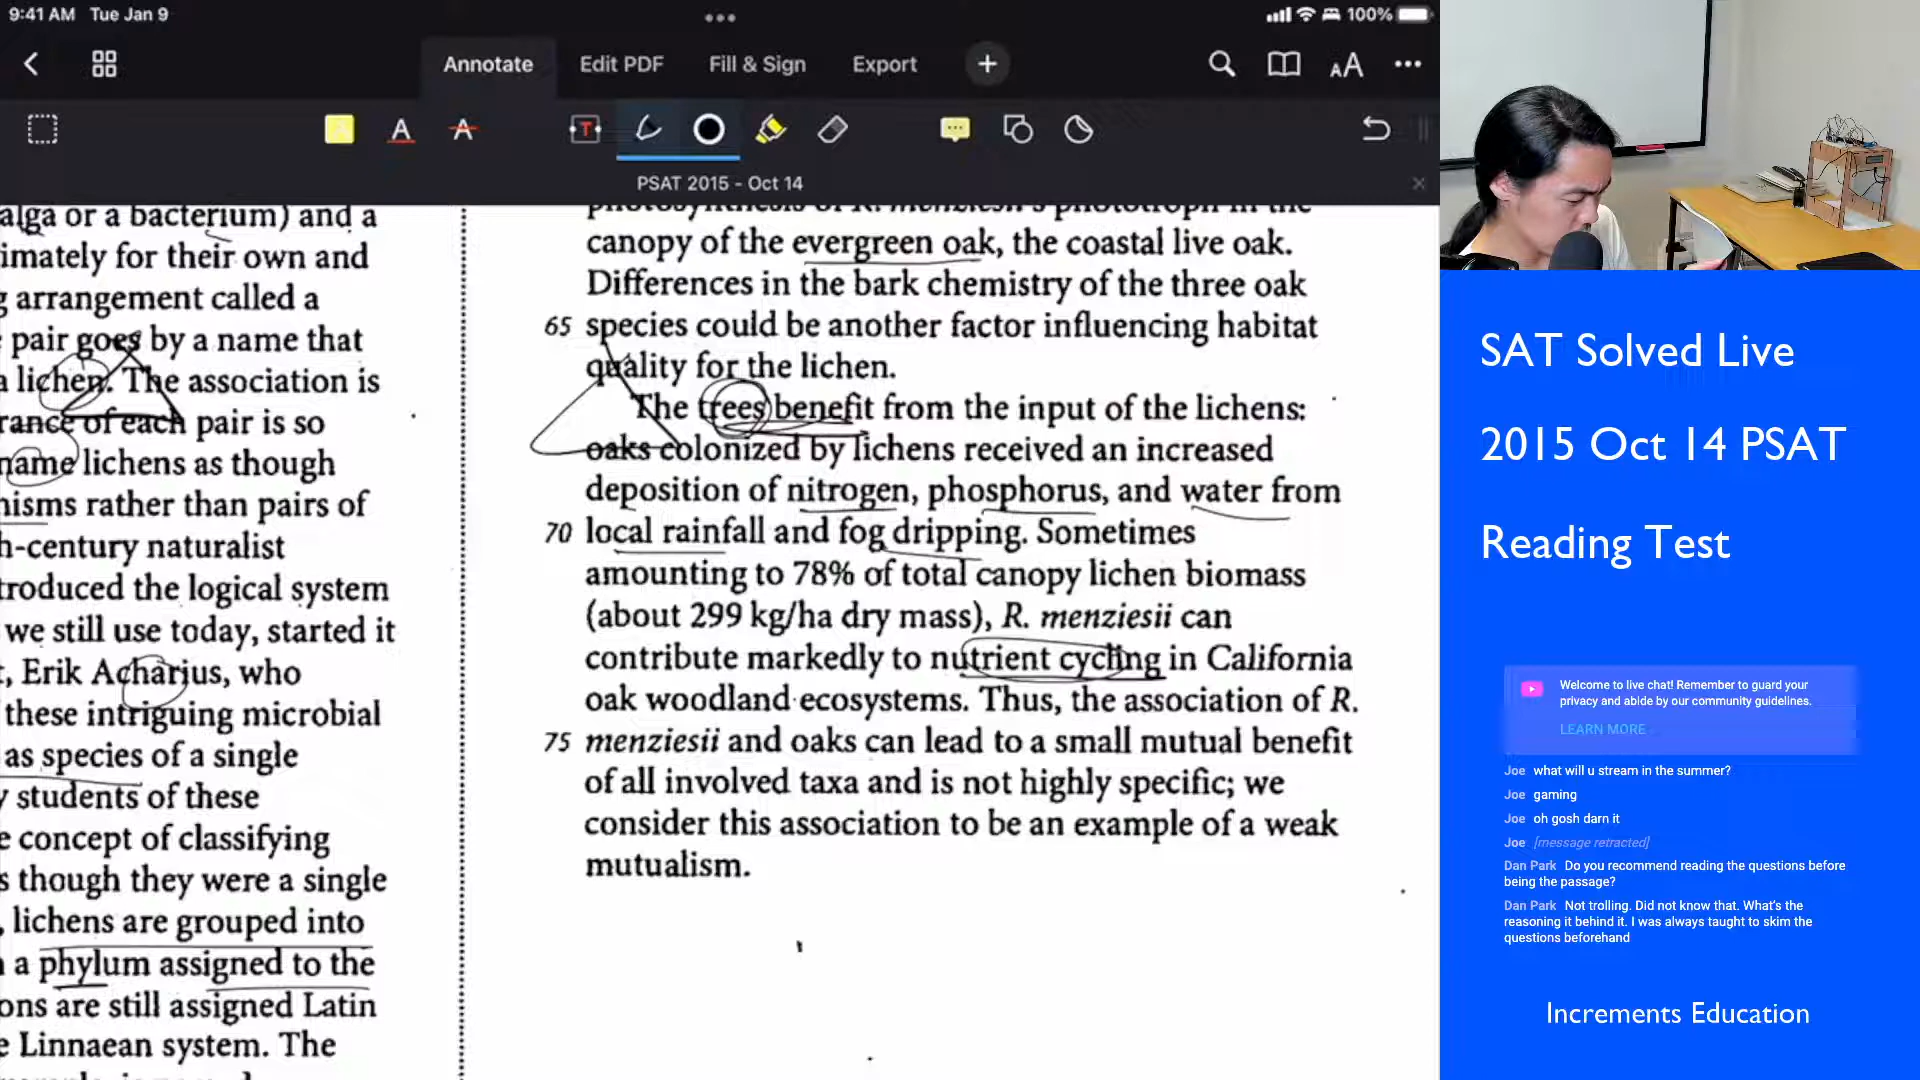 9:41 AM Tue Jan 9
100%
Annotate
Edit PDF
Fill & Sign
Export
AA
A
A
A
T
PSAT 2015 - Oct 14
alga or a bacterium) and a
imately for their own and
g arrangement called a
pair goes by a name that
a lichen. The association is
rance of each pair is so
name lichens as though
nisms rather than pairs of
h-century naturalist
troduced the logical system
we still use today, started it
, Erik Acharius, who
these intriguing microbial
as species of a single
y students of these
e concept of classifying
s though they were a single
, lichens are grouped into
a phylum assigned to the
ons are still assigned Latin
e Linnaean system. The
photosynthesis of R. menziesii's phototroph in the
canopy of the evergreen oak, the coastal live oak.
Differences in the bark chemistry of the three oak
65 species could be another factor influencing habitat
quality for the lichen.
The trees benefit from the input of the lichens:
oaks colonized by lichens received an increased
deposition of nitrogen, phosphorus, and water from
70 local rainfall and fog dripping. Sometimes
amounting to 78% of total canopy lichen biomass
(about 299 kg/ha dry mass), R. menziesii can
contribute markedly to nutrient cycling in California
oak woodland ecosystems. Thus, the association of R.
75 menziesii and oaks can lead to a small mutual benefit
of all involved taxa and is not highly specific; we
consider this association to be an example of a weak
mutualism.
SAT Solved Live
2015 Oct 14 PSAT
Reading Test
Welcome to live chat! Remember to guard your
privacy and abide by our community guidelines.
LEARN MORE
Joe what will u stream in the summer?
Joe gaming
Joe oh gosh darn it
Joe [message retracted]
Dan Park Do you recommend reading the questions before
being the passage?
Dan Park Not trolling. Did not know that. What's the
reasoning it behind it. I was always taught to skim the
questions beforehand
Increments Education